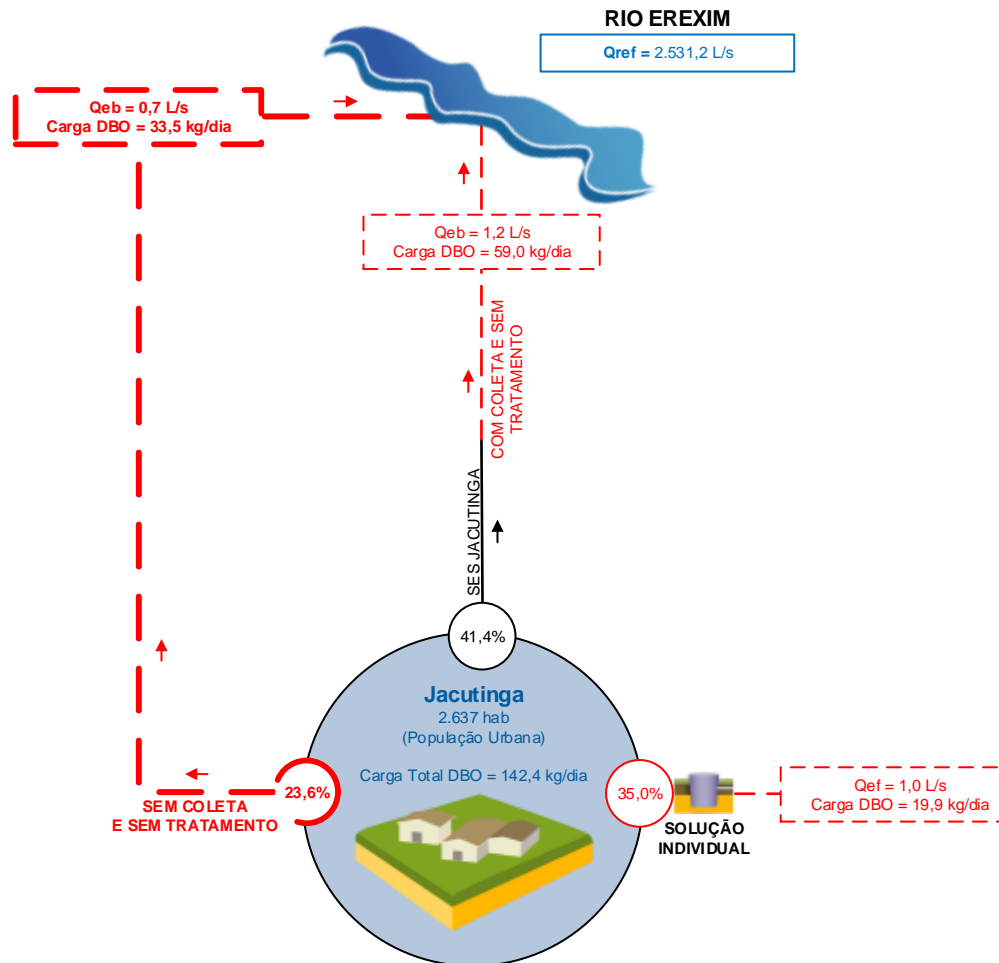 RIO EREXIM
Qref = 2.531,2 L/s
Qeb = 0,7 L/s
Carga DBO = 33,5 kg/dia
Qeb = 1,2 L/s
Carga DBO = 59,0 kg/dia
COM COLETA E SEM
TRATAMENTO
SES JACUTINGA
41,4%
Jacutinga
2.637 hab
(População Urbana)
Carga Total DBO = 142,4 kg/dia
23,6%
SEM COLETA
E SEM TRATAMENTO
35,0%
SOLUÇÃO
INDIVIDUAL
Qef = 1,0 L/s
Carga DBO = 19,9 kg/dia